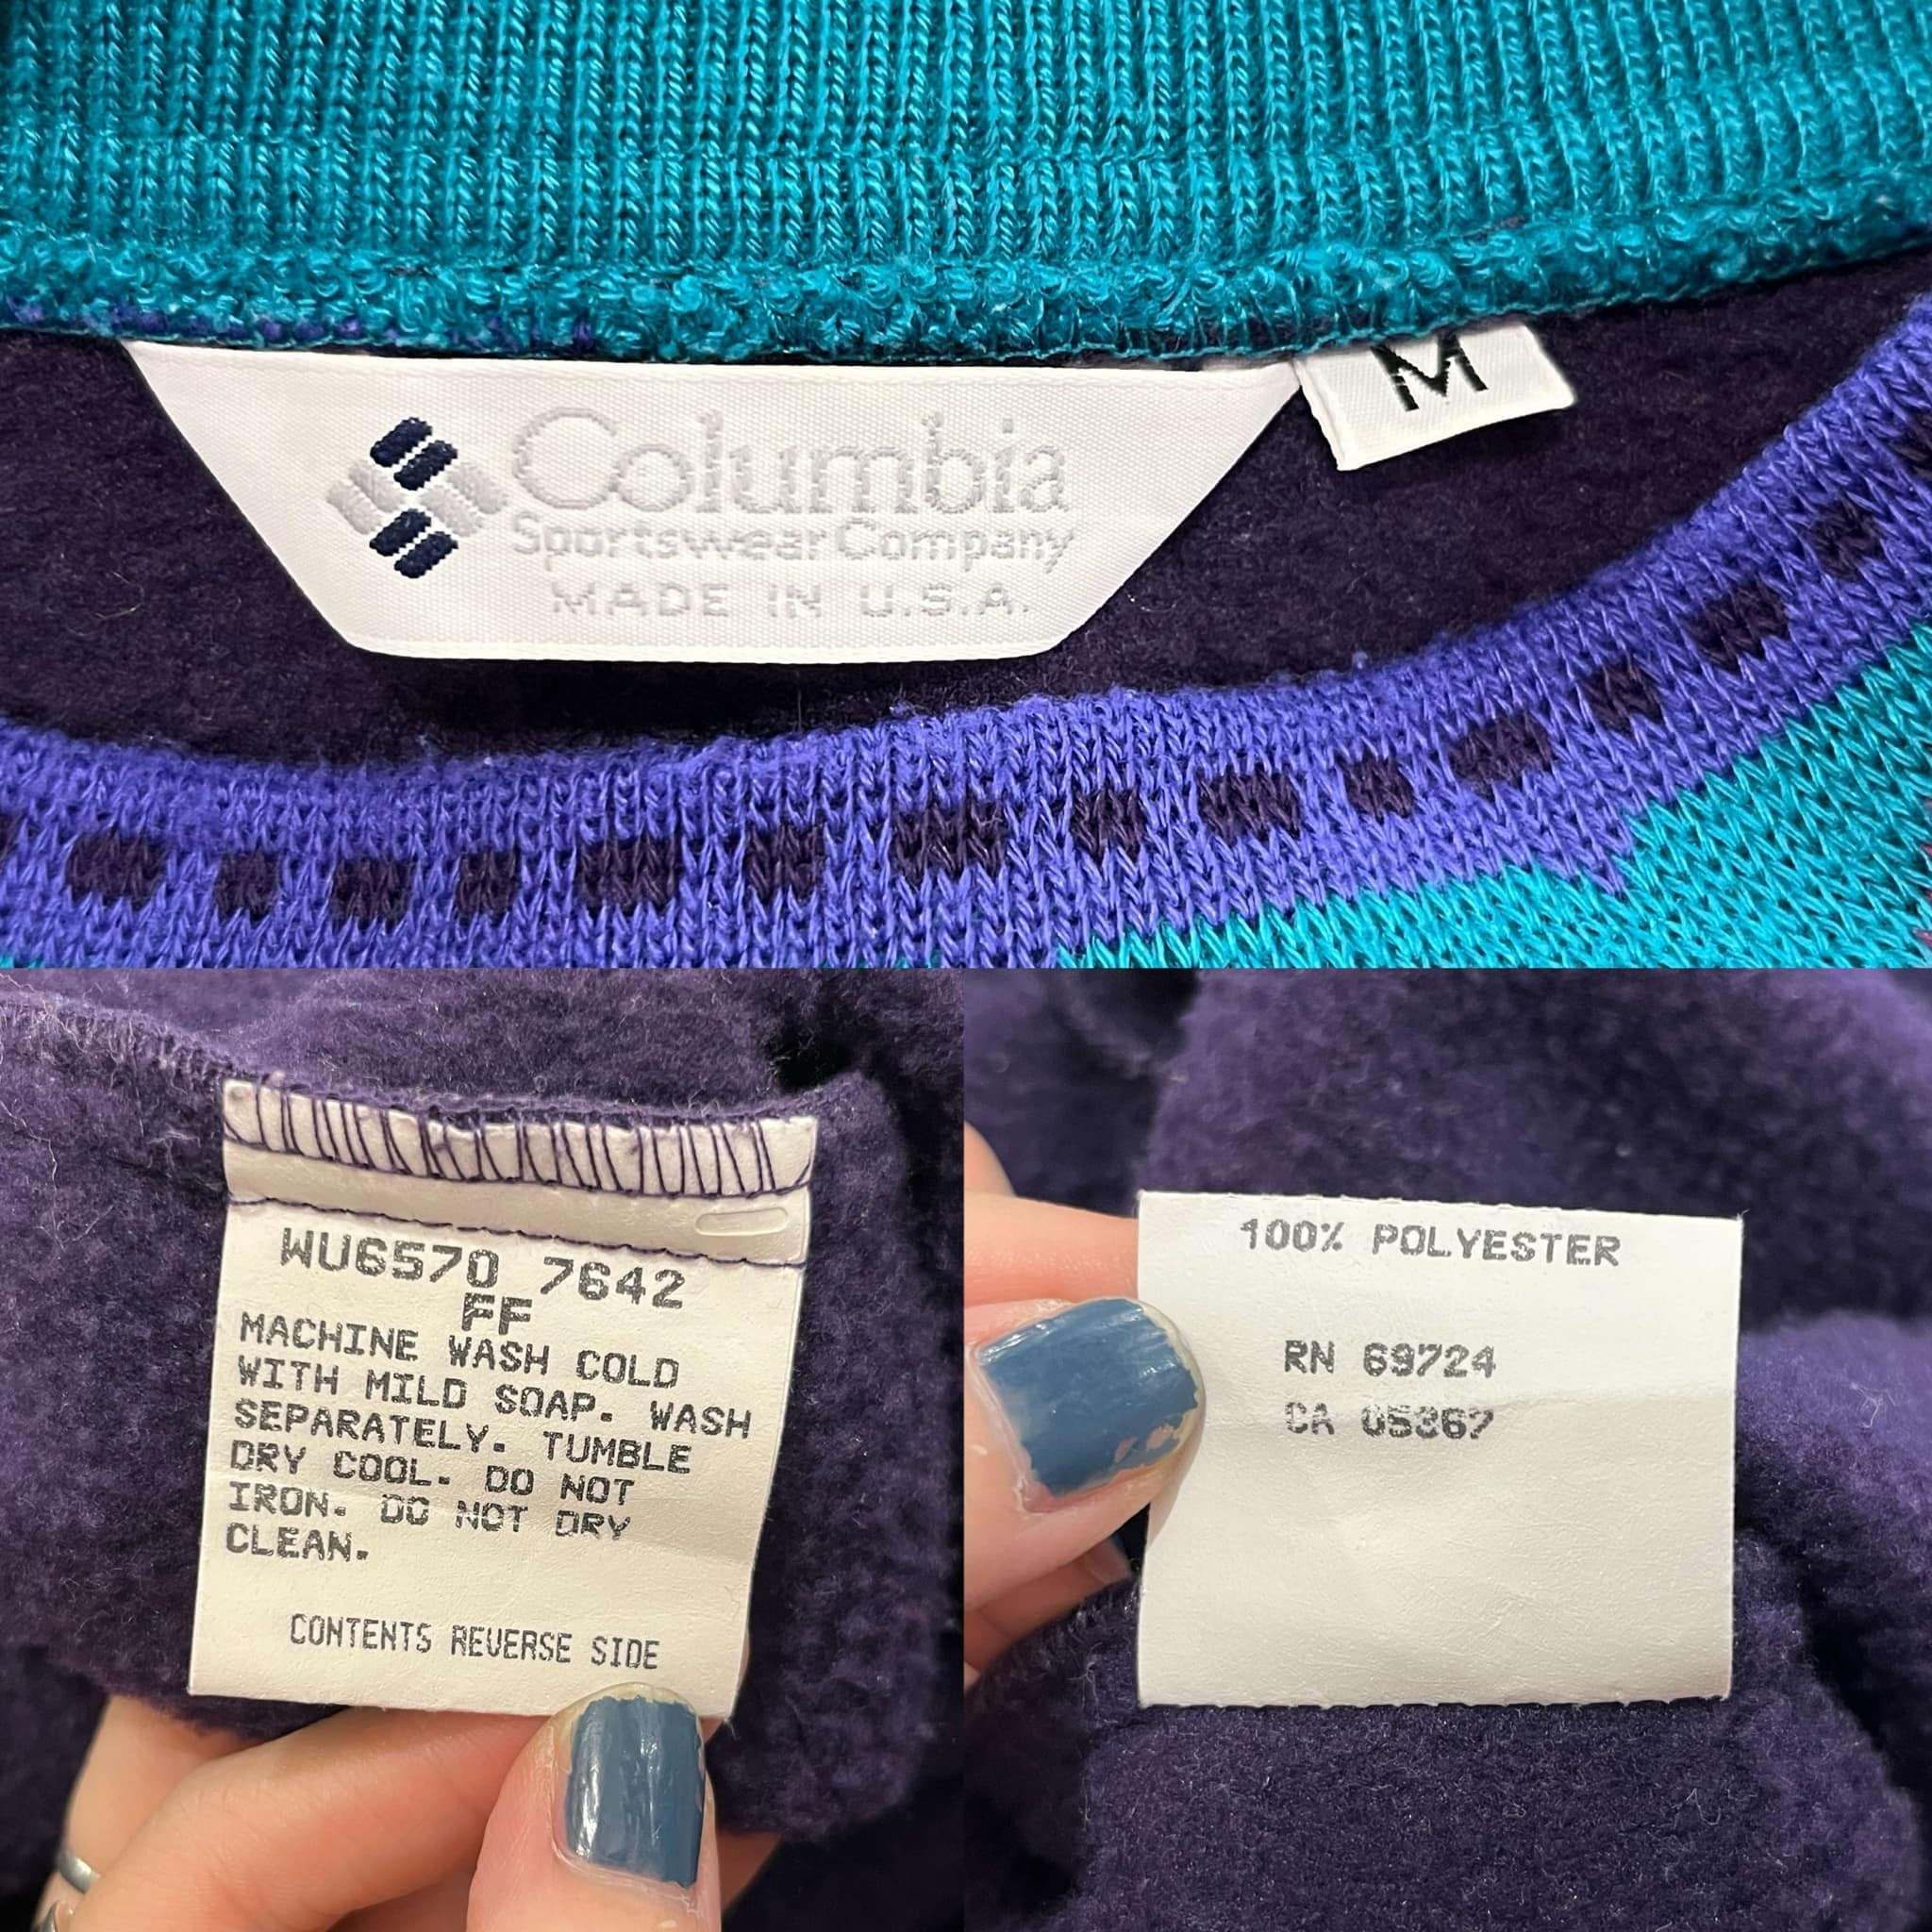 Columbia
Sportswear Company
MADE IN U.S.A.
M
WU6570 7642
FF
MACHINE WASH COLD
WITH MILD SOAP. WASH
SEPARATELY. TUMBLE
DRY COOL. DO NOT
IRON. DO NOT DRY
CLEAN.
CONTENTS REVERSE SIDE
100% POLYESTER
RN 69724
CA 05367